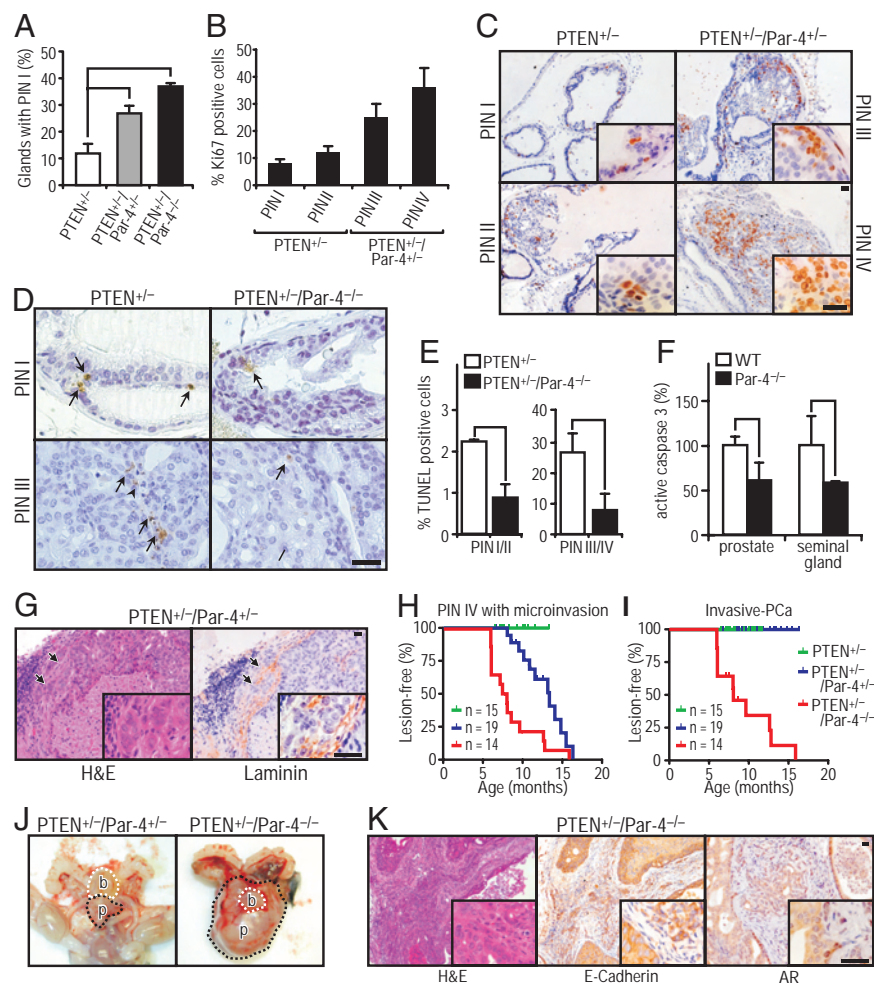 A
Glands with PIN I (%)
50
40
30
20
10
0
PTEN+/–
PTEN+/–/
Par-4+/–
PTEN+/–/
Par-4–/–
B
% Ki67 positive cells
50
40
30
20
10
0
PIN I
PIN II
PIN III
PIN IV
PTEN+/–
PTEN+/–/
Par-4+/–
C
PTEN+/–
PTEN+/–/Par-4+/–
PIN I
PIN III
PIN II
PIN IV
D
PTEN+/–
PTEN+/–/Par-4–/–
PIN I
PIN III
E
PTEN+/–
PTEN+/–/Par-4–/–
% TUNEL positive cells
3
2
1
0
PIN I/II
40
30
20
10
0
PIN III/IV
F
WT
Par-4–/–
active caspase 3 (%)
150
100
50
0
prostate
seminal
gland
G
PTEN+/–/Par-4+/–
H&E
Laminin
H
PIN IV with microinvasion
Lesion-free (%)
100
75
50
25
0
n = 15
n = 19
n = 14
0 5 10 15 20
Age (months)
I
Invasive-PCa
Lesion-free (%)
100
75
50
25
0
n = 15
n = 19
n = 14
0 5 10 15 20
Age (months)
PTEN+/–
PTEN+/–
/Par-4+/–
PTEN+/–
/Par-4–/–
J
PTEN+/–/Par-4+/–
PTEN+/–/Par-4–/–
b
p
b
p
K
PTEN+/–/Par-4–/–
H&E
E-Cadherin
AR